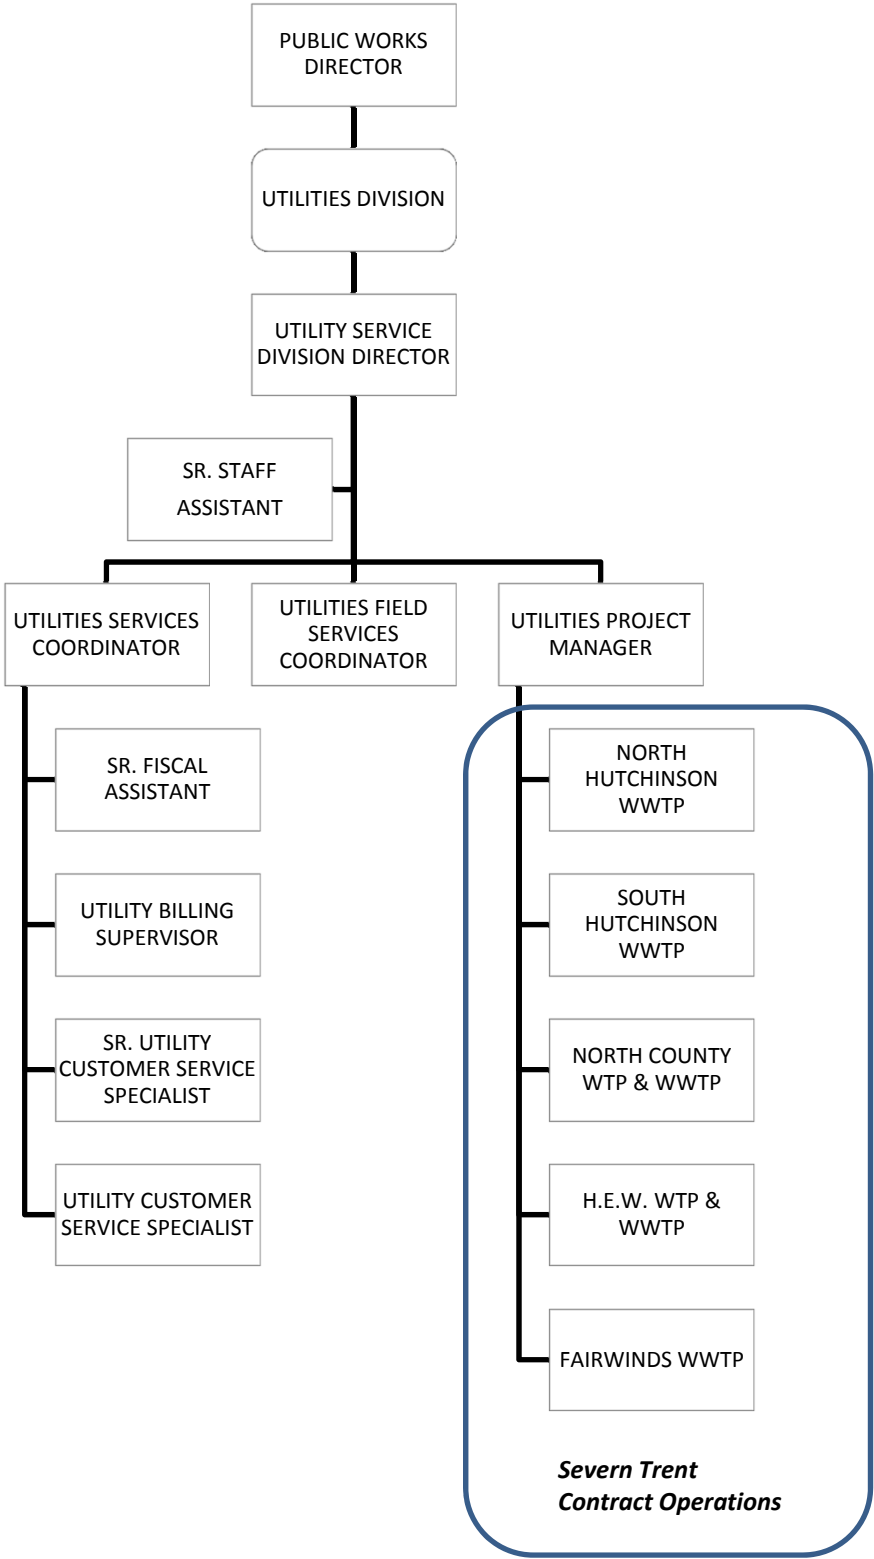 PUBLIC WORKS
DIRECTOR
UTILITIES DIVISION
UTILITY SERVICE
DIVISION DIRECTOR
SR. STAFF
ASSISTANT
UTILITIES SERVICES
COORDINATOR
UTILITIES FIELD
SERVICES
COORDINATOR
UTILITIES PROJECT
MANAGER
SR. FISCAL
ASSISTANT
UTILITY BILLING
SUPERVISOR
SR. UTILITY
CUSTOMER SERVICE
SPECIALIST
UTILITY CUSTOMER
SERVICE SPECIALIST
NORTH
HUTCHINSON
WWTP
SOUTH
HUTCHINSON
WWTP
NORTH COUNTY
WTP & WWTP
H.E.W. WTP &
WWTP
FAIRWINDS WWTP
Severn Trent
Contract Operations